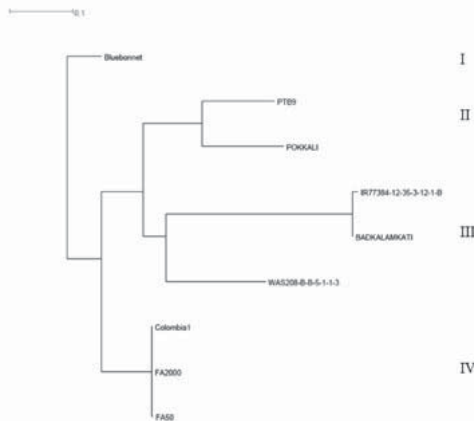 0.1
Bluebonnet
I
PTB9
II
POKKALI
IR77384-12-35-3-12-1-B
BADKALAMKATI
III
WAS208-B-B-5-1-1-3
Colombia1
FA2000
IV
FA50